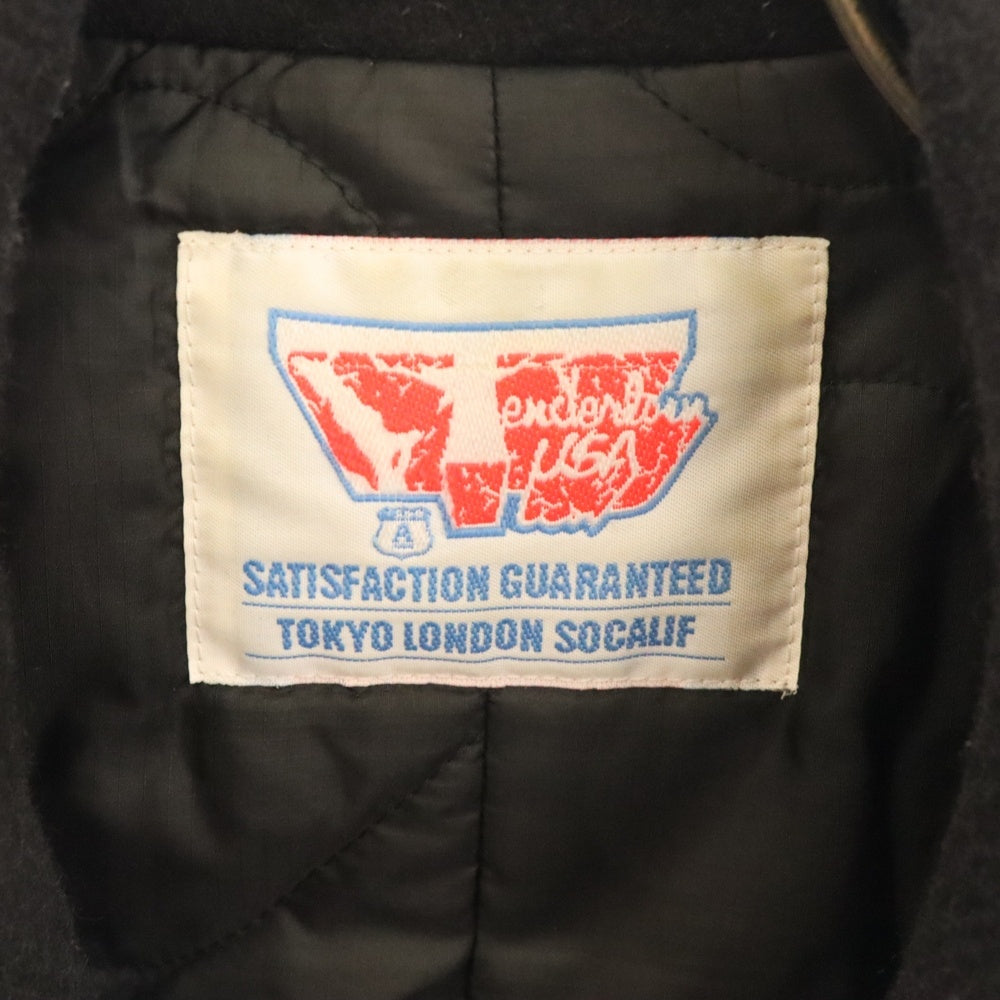 Tenderloin
USA
A
SATISFACTION GUARANTEED
TOKYO LONDON SOCALIF